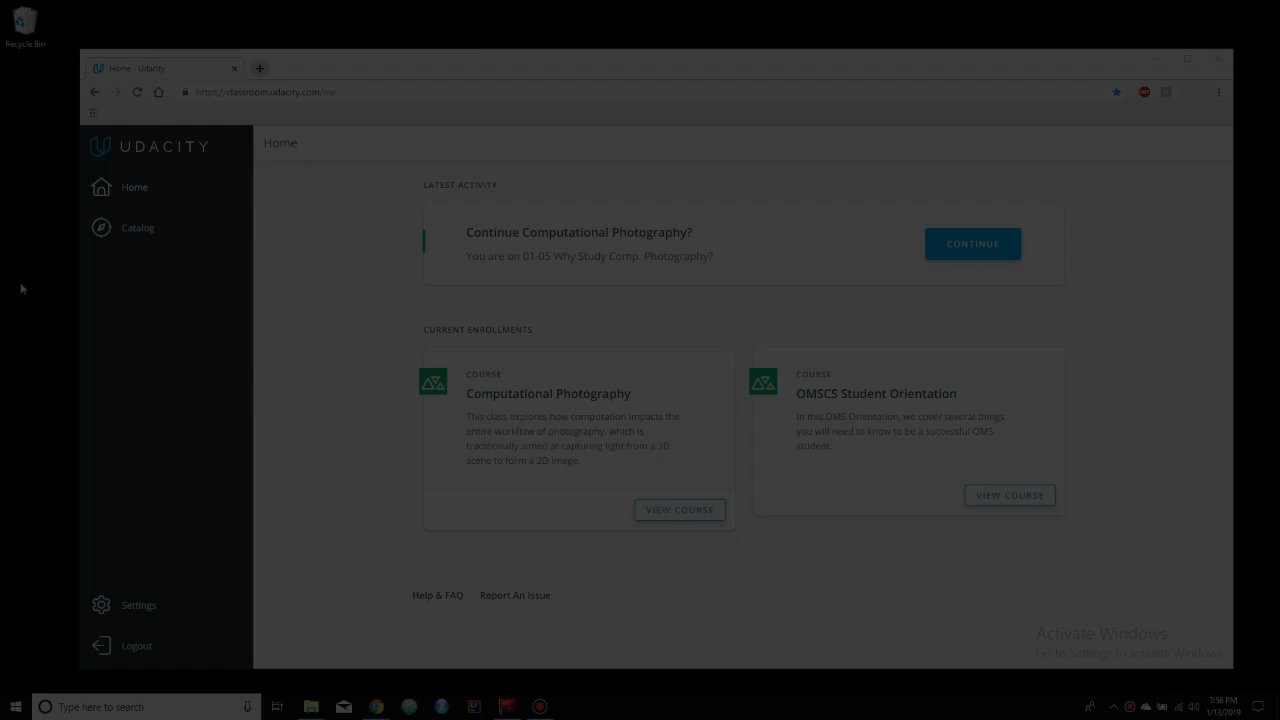 Recycle Bin
Home - Udacity
https://classroom.udacity.com/me
UDACITY
Home
Home
Catalog
LATEST ACTIVITY
Continue Computational Photography?
You are on 01-05 Why Study Comp. Photography?
CONTINUE
CURRENT ENROLLMENTS
COURSE
Computational Photography
This class explores how computation impacts the
entire workflow of photography, which is
traditionally aimed at capturing light from a 3D
scene to form a 2D image.
VIEW COURSE
COURSE
OMSCS Student Orientation
In this OMS Orientation, we cover several things
you will need to know to be a successful OMS
student.
VIEW COURSE
Help & FAQ
Report An Issue
Settings
Logout
Activate Windows
Go to Settings to activate Windows.
Type here to search
7:56 PM
1/13/2019